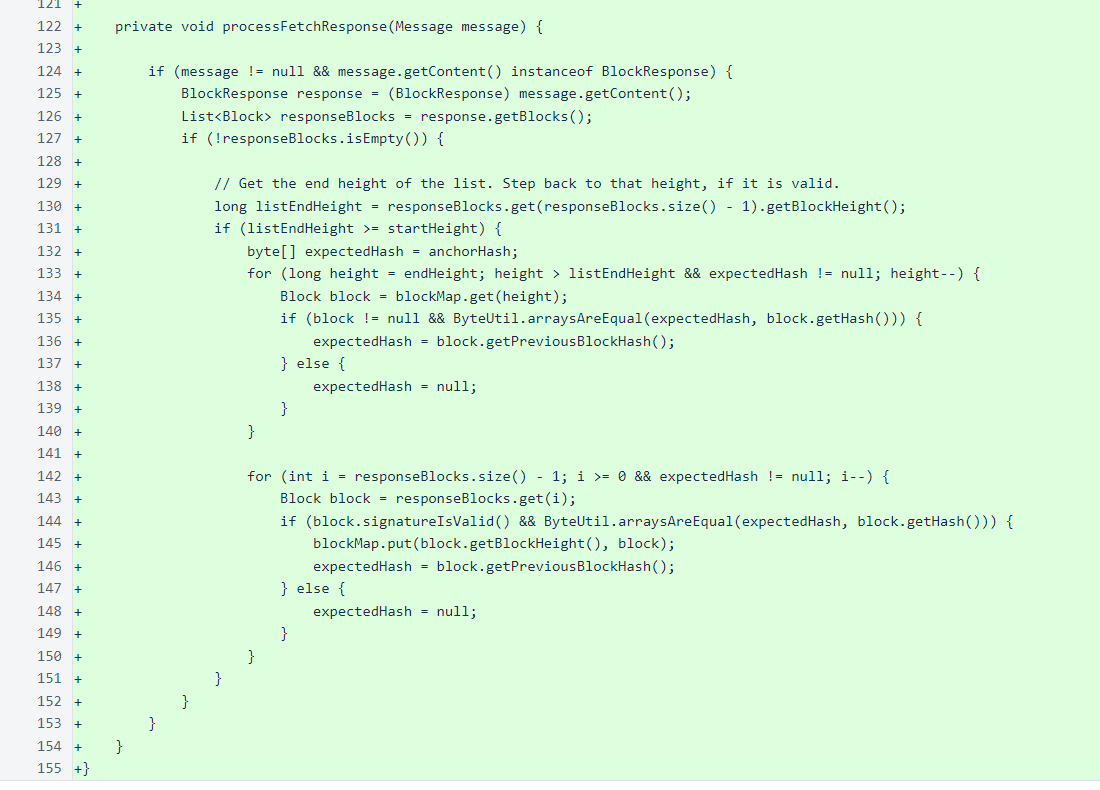 121 +
122 +    private void processFetchResponse(Message message) {
123 +
124 +        if (message != null && message.getContent() instanceof BlockResponse) {
125 +            BlockResponse response = (BlockResponse) message.getContent();
126 +            List<Block> responseBlocks = response.getBlocks();
127 +            if (!responseBlocks.isEmpty()) {
128 +
129 +                // Get the end height of the list. Step back to that height, if it is valid.
130 +                long listEndHeight = responseBlocks.get(responseBlocks.size() - 1).getBlockHeight();
131 +                if (listEndHeight >= startHeight) {
132 +                    byte[] expectedHash = anchorHash;
133 +                    for (long height = endHeight; height > listEndHeight && expectedHash != null; height--) {
134 +                        Block block = blockMap.get(height);
135 +                        if (block != null && ByteUtil.arraysAreEqual(expectedHash, block.getHash())) {
136 +                            expectedHash = block.getPreviousBlockHash();
137 +                        } else {
138 +                            expectedHash = null;
139 +                        }
140 +                    }
141 +
142 +                    for (int i = responseBlocks.size() - 1; i >= 0 && expectedHash != null; i--) {
143 +                        Block block = responseBlocks.get(i);
144 +                        if (block.signatureIsValid() && ByteUtil.arraysAreEqual(expectedHash, block.getHash())) {
145 +                            blockMap.put(block.getBlockHeight(), block);
146 +                            expectedHash = block.getPreviousBlockHash();
147 +                        } else {
148 +                            expectedHash = null;
149 +                        }
150 +                    }
151 +                }
152 +            }
153 +        }
154 +    }
155 +}